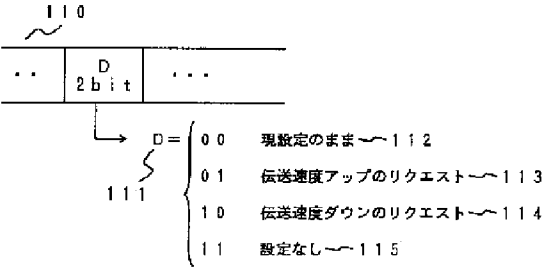 110
・・ D ・・・
2bit
D= 00 現設定のまま 112
111
01 伝送速度アップのリクエスト 113
10 伝送速度ダウンのリクエスト 114
11 設定なし 115